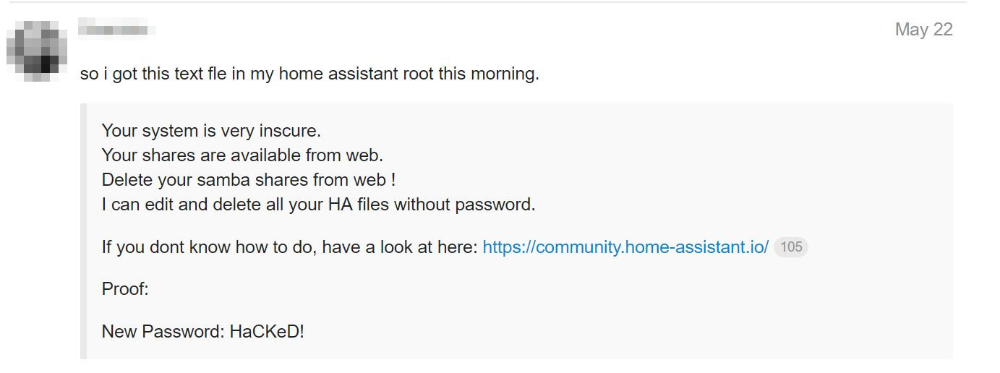 May 22
so i got this text fle in my home assistant root this morning.
Your system is very inscure.
Your shares are available from web.
Delete your samba shares from web !
I can edit and delete all your HA files without password.
If you dont know how to do, have a look at here: https://community.home-assistant.io/ 105
Proof:
New Password: HaCKeD!